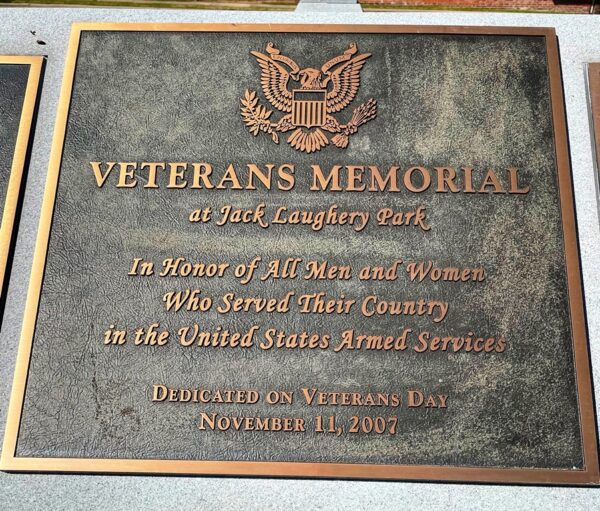 VETERANS MEMORIAL
at Jack Laughery Park
In Honor of All Men and Women
Who Served Their Country
in the United States Armed Services
DEDICATED ON VETERANS DAY
NOVEMBER 11, 2007